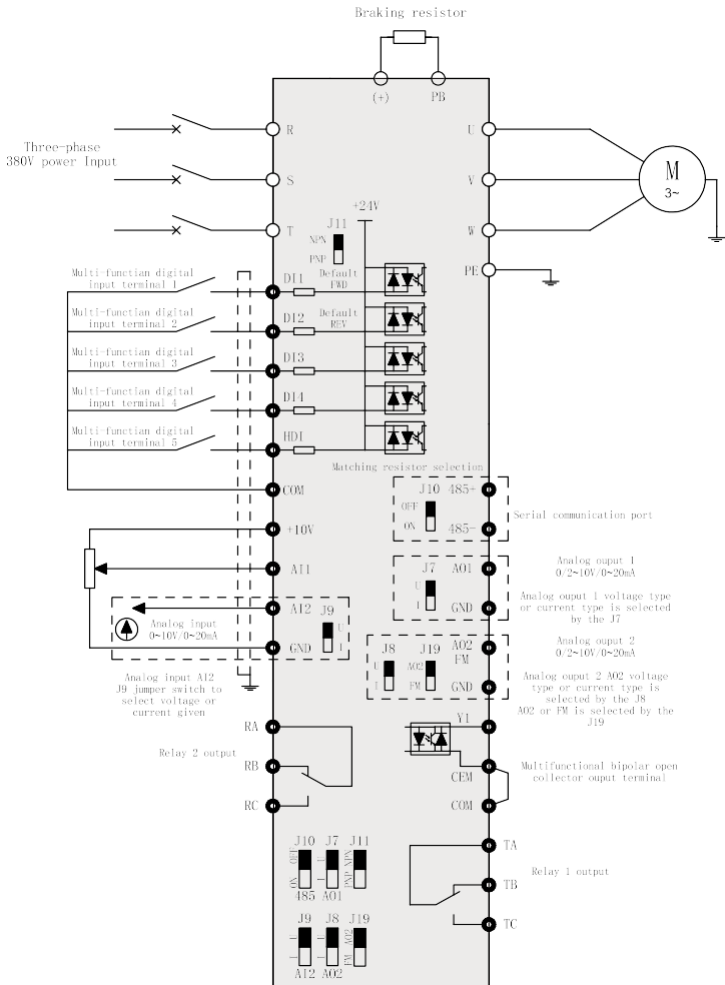 Braking resistor
(+) PB
R U
Three-phase
380V power Input
S V
M
3~
T W
+24V
J11
NPN
PNP
PE
Multi-functian digital
input terminal 1
DI1 Default
FWD
Multi-functian digital
input terminal 2
DI2 Default
REV
Multi-functian digital
input terminal 3
DI3
Multi-functian digital
input terminal 4
DI4
Multi-functian digital
input terminal 5
HDI
Matching resistor selection
COM
J10 485+
OFF
ON 485-
Serial communication port
+10V
AI1
J7 AO1
U
I GND
Analog ouput 1
0/2~10V/0~20mA
Analog ouput 1 voltage type
or current type is selected
by the J7
AI2 J9
U
I
Analog input
0~10V/0~20mA
GND
Analog input AI2
J9 jumper switch to
select voltage or
current given
J8 J19 AO2
FM
U AO2
I FM GND
Analog ouput 2
0/2~10V/0~20mA
Analog ouput 2 AO2 voltage
type or current type is
selected by the J8
AO2 or FM is selected by the
J19
RA
Relay 2 output
RB
RC
Y1
CEM
COM
Multifunctional bipolar open
collector ouput terminal
TA
Relay 1 output
TB
TC
J10 J7 J11
OFF U NPN
ON I PNP
485 AO1
J9 J8 J19
U U AO2
I I FM
AI2 AO2